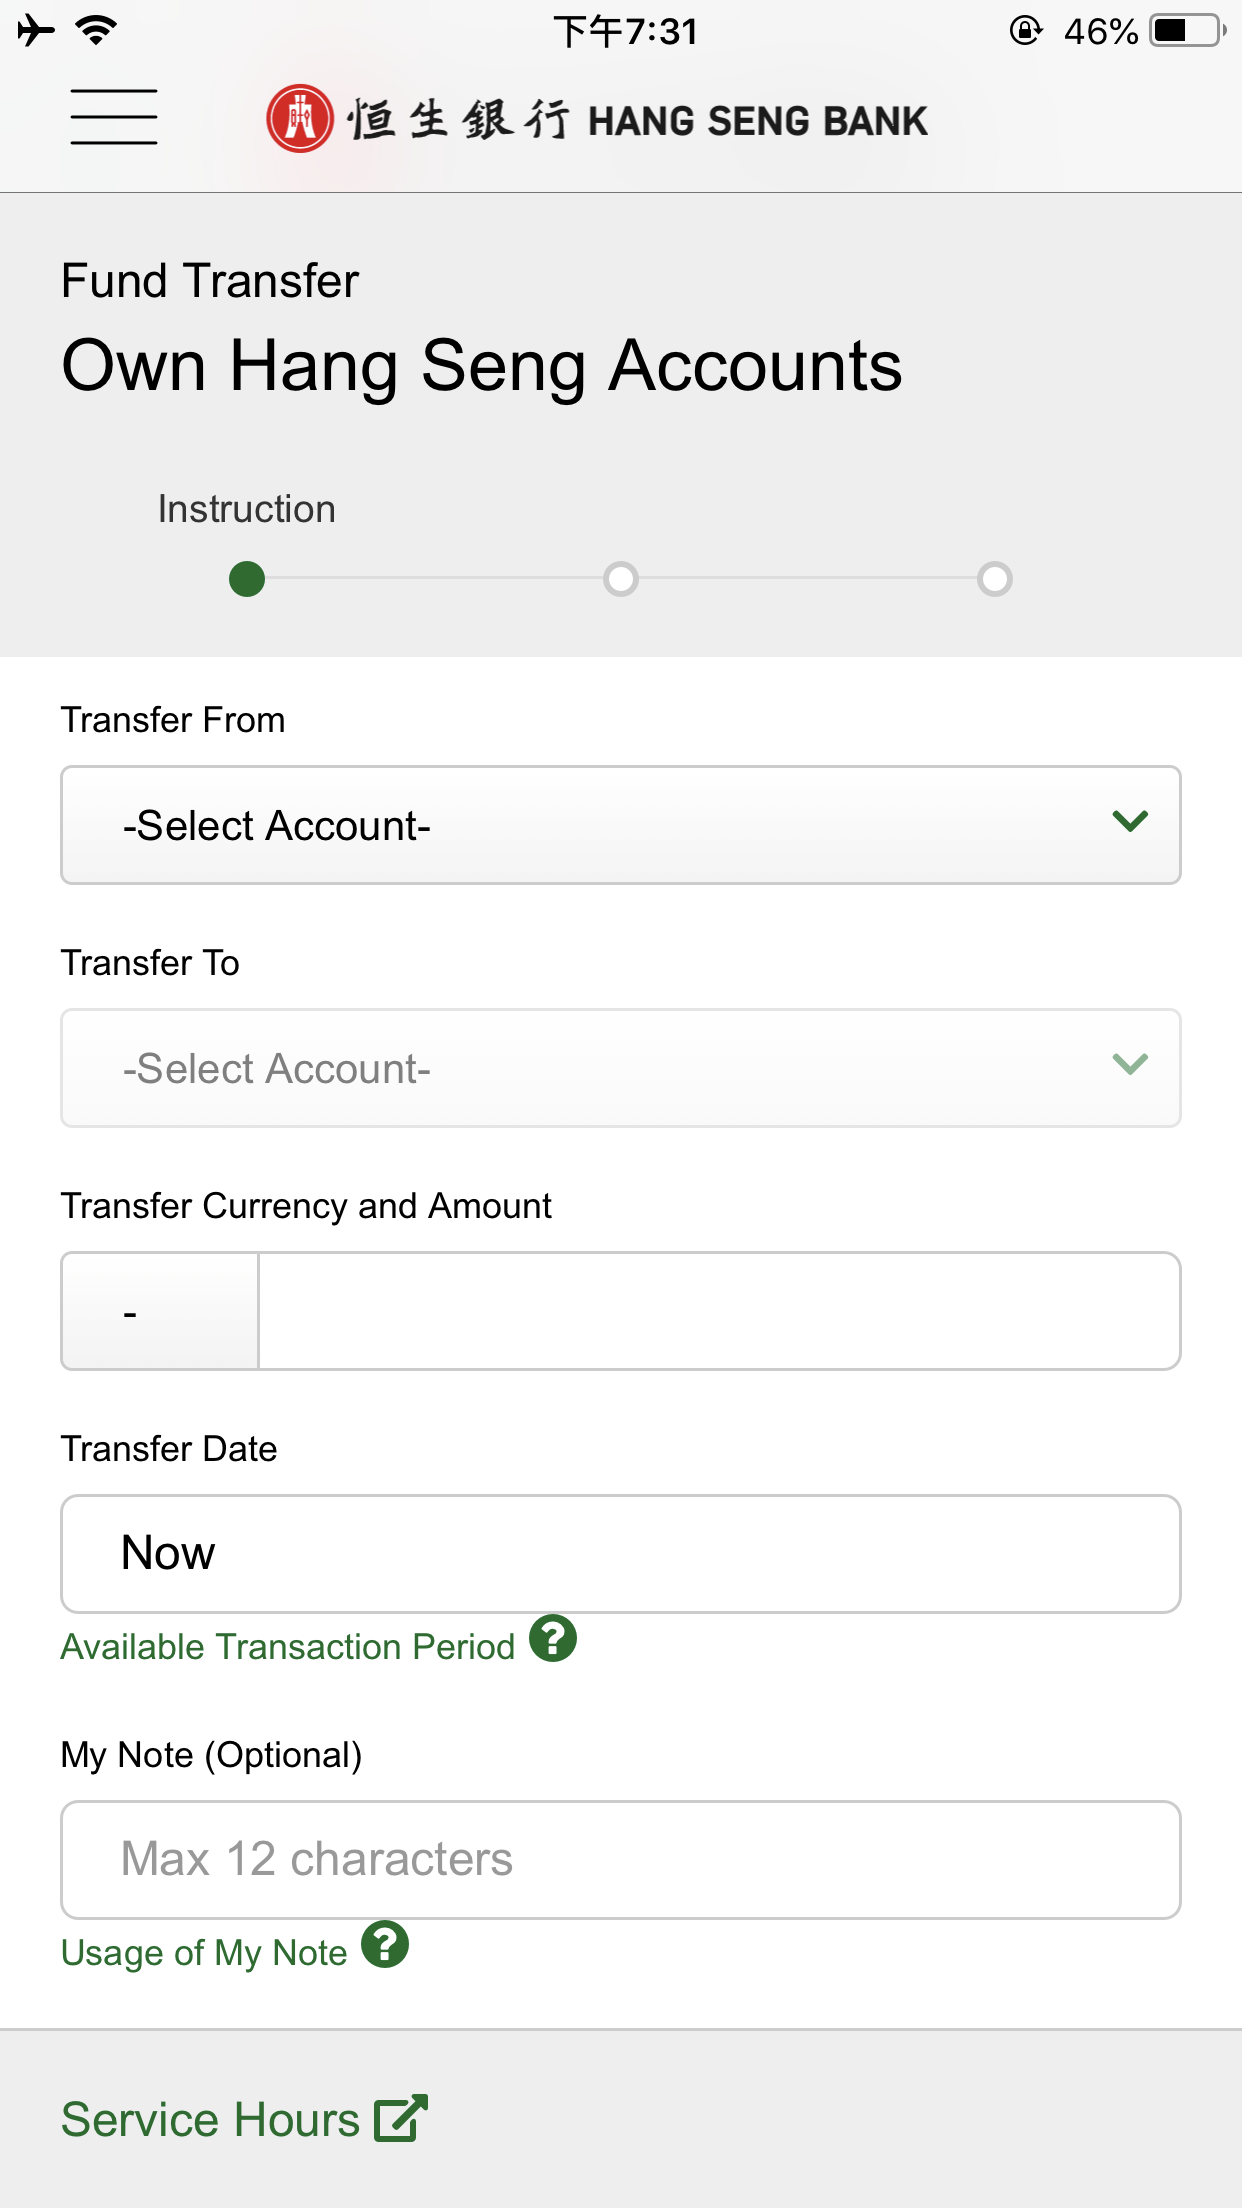 下午7:31
46%
恒生銀行 HANG SENG BANK
Fund Transfer
Own Hang Seng Accounts
Instruction
Transfer From
-Select Account-
Transfer To
-Select Account-
Transfer Currency and Amount
-
Transfer Date
Now
Available Transaction Period ?
My Note (Optional)
Max 12 characters
Usage of My Note ?
Service Hours